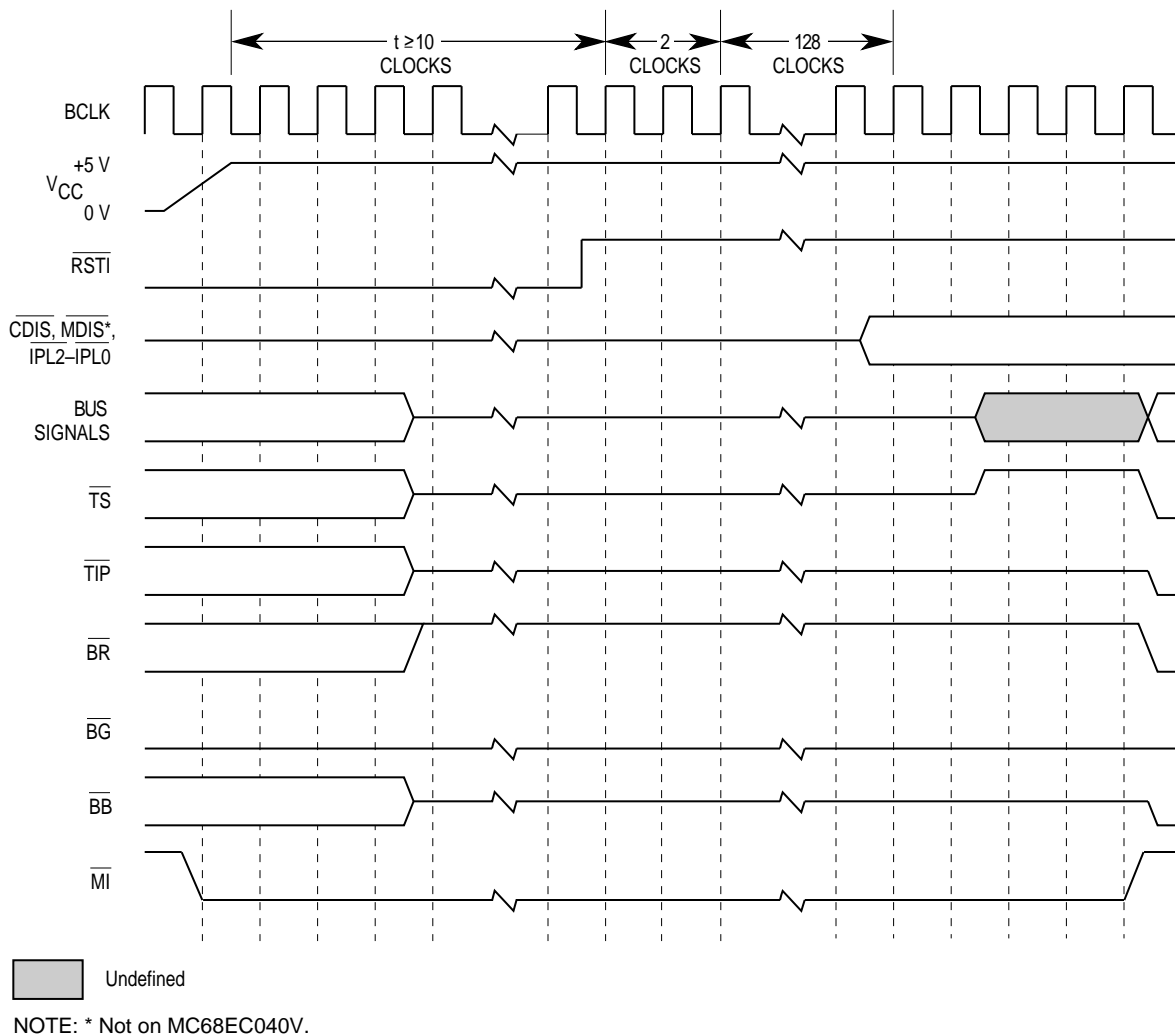 t ≥10
CLOCKS
2
CLOCKS
128
CLOCKS
BCLK
+5 V
VCC
0 V
RSTI
CDIS, MDIS*,
IPL2–IPL0
BUS
SIGNALS
TS
TIP
BR
BG
BB
MI
Undefined
NOTE: * Not on MC68EC040V.